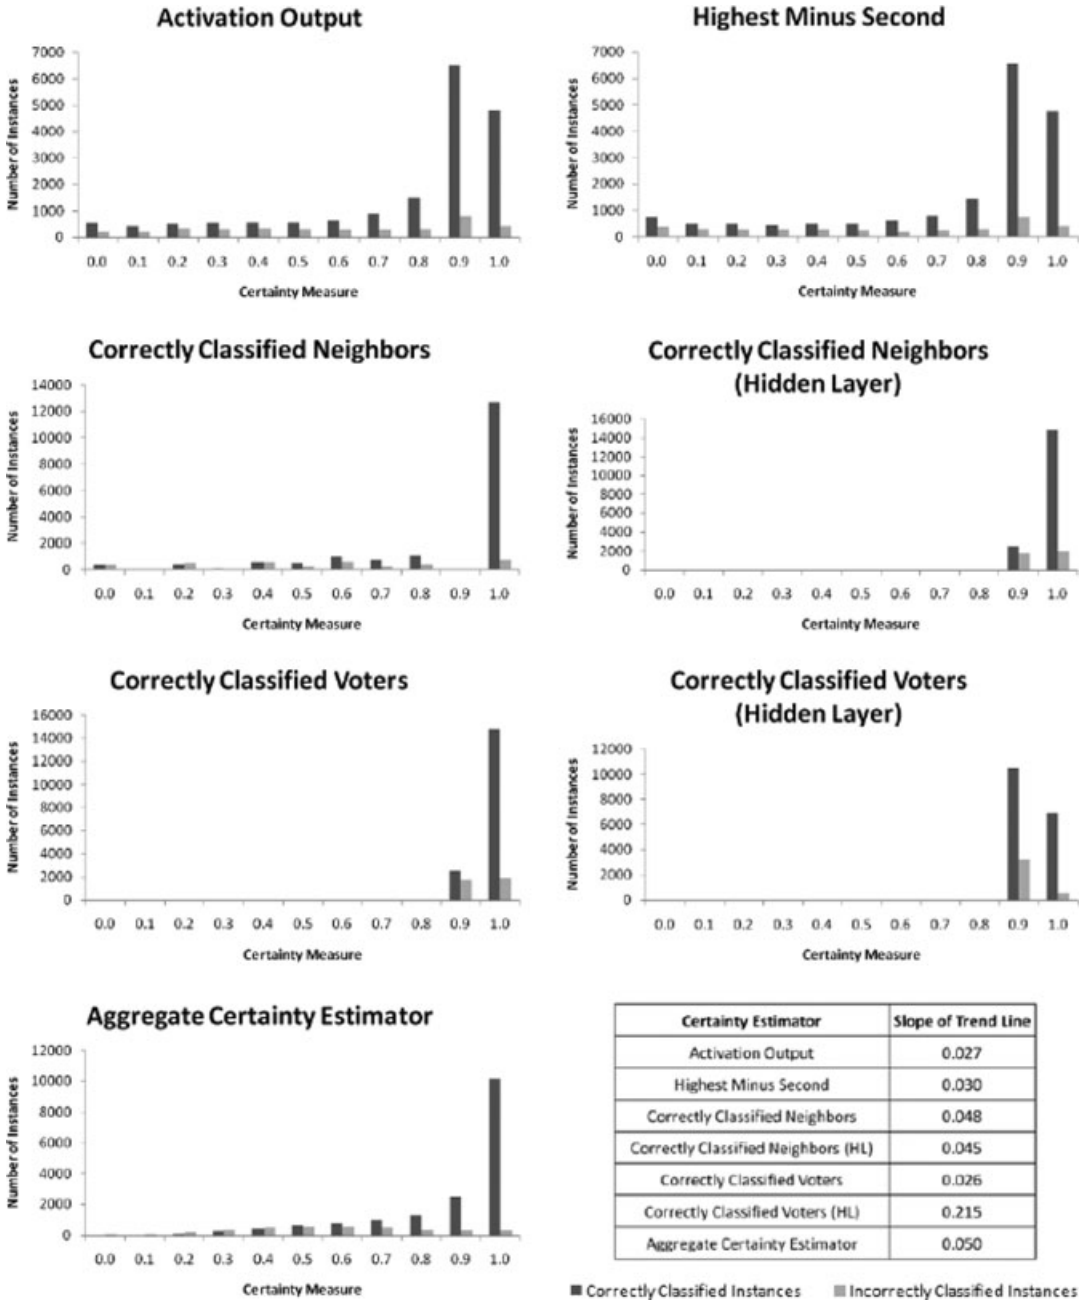 Activation Output
Number of Instances
7000
6000
5000
4000
3000
2000
1000
0
0.0 0.1 0.2 0.3 0.4 0.5 0.6 0.7 0.8 0.9 1.0
Certainty Measure
Highest Minus Second
Number of Instances
7000
6000
5000
4000
3000
2000
1000
0
0.0 0.1 0.2 0.3 0.4 0.5 0.6 0.7 0.8 0.9 1.0
Certainty Measure
Correctly Classified Neighbors
Number of Instances
14000
12000
10000
8000
6000
4000
2000
0
0.0 0.1 0.2 0.3 0.4 0.5 0.6 0.7 0.8 0.9 1.0
Certainty Measure
Correctly Classified Neighbors
(Hidden Layer)
Number of Instances
16000
14000
12000
10000
8000
6000
4000
2000
0
0.0 0.1 0.2 0.3 0.4 0.5 0.6 0.7 0.8 0.9 1.0
Certainty Measure
Correctly Classified Voters
Number of Instances
16000
14000
12000
10000
8000
6000
4000
2000
0
0.0 0.1 0.2 0.3 0.4 0.5 0.6 0.7 0.8 0.9 1.0
Certainty Measure
Correctly Classified Voters
(Hidden Layer)
Number of Instances
12000
10000
8000
6000
4000
2000
0
0.0 0.1 0.2 0.3 0.4 0.5 0.6 0.7 0.8 0.9 1.0
Certainty Measure
Aggregate Certainty Estimator
Number of Instances
12000
10000
8000
6000
4000
2000
0
0.0 0.1 0.2 0.3 0.4 0.5 0.6 0.7 0.8 0.9 1.0
Certainty Measure
Certainty Estimator Slope of Trend Line
Activation Output 0.027
Highest Minus Second 0.030
Correctly Classified Neighbors 0.048
Correctly Classified Neighbors (HL) 0.045
Correctly Classified Voters 0.026
Correctly Classified Voters (HL) 0.215
Aggregate Certainty Estimator 0.050
Correctly Classified Instances Incorrectly Classified Instances